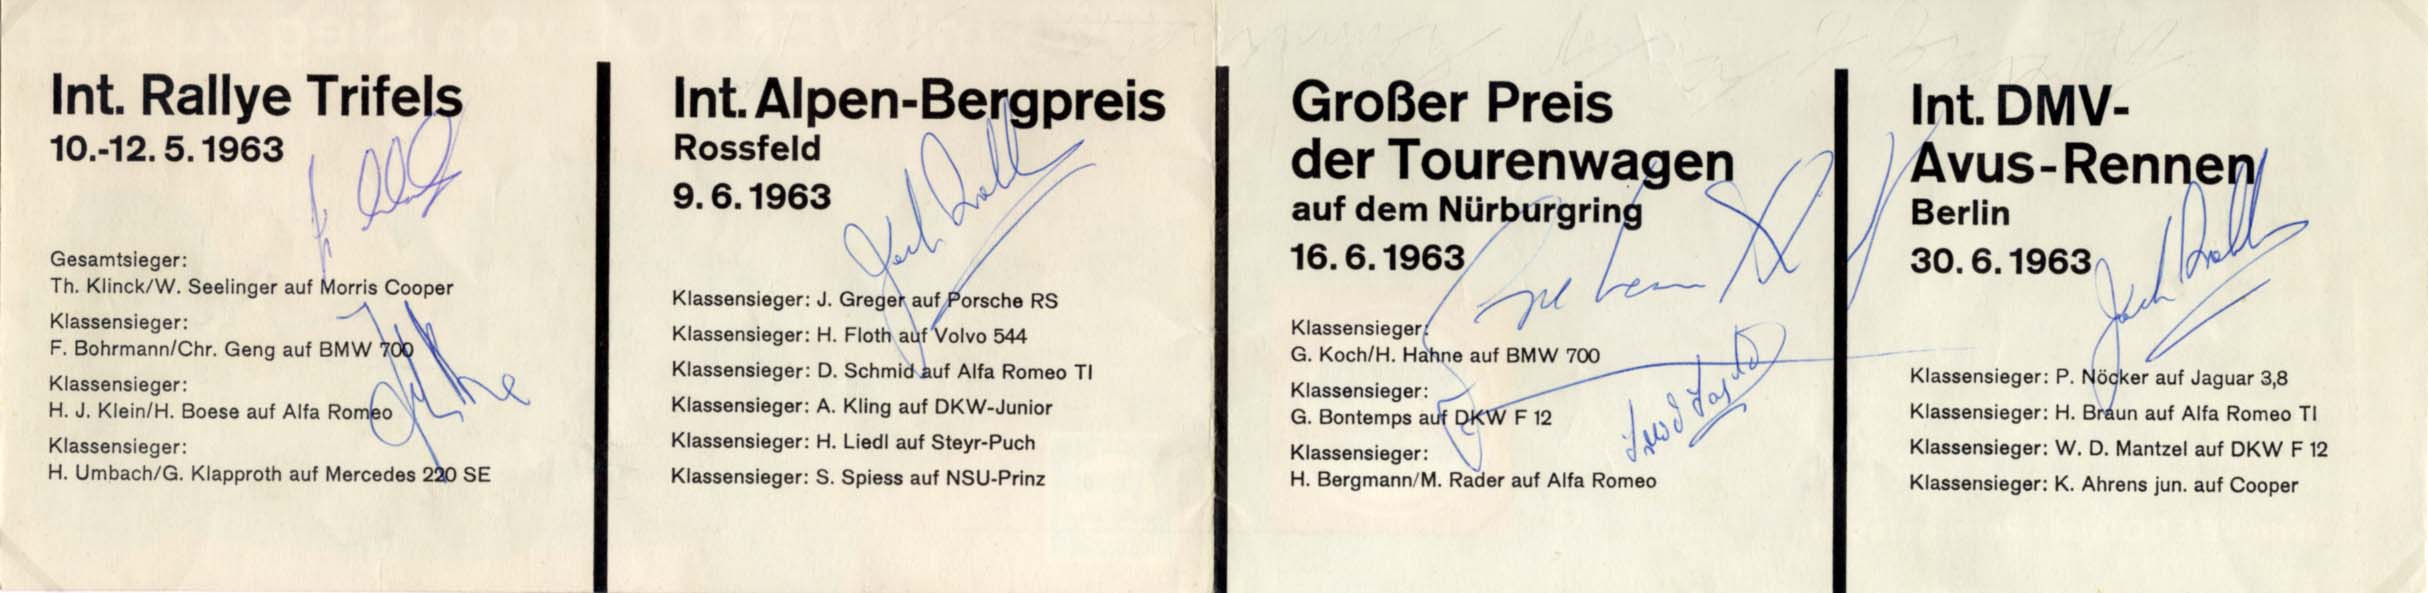 Int. Rallye Trifels
10.-12. 5. 1963
Gesamtsieger:
Th. Klinck/W. Seelinger auf Morris Cooper
Klassensieger:
F. Bohrmann/Chr. Geng auf BMW 700
Klassensieger:
H. J. Klein/H. Boese auf Alfa Romeo
Klassensieger:
H. Umbach/G. Klapproth auf Mercedes 220 SE
Int. Alpen-Bergpreis
Rossfeld
9. 6. 1963
Klassensieger: J. Greger auf Porsche RS
Klassensieger: H. Floth auf Volvo 544
Klassensieger: D. Schmid auf Alfa Romeo TI
Klassensieger: A. Kling auf DKW-Junior
Klassensieger: H. Liedl auf Steyr-Puch
Klassensieger: S. Spiess auf NSU-Prinz
Großer Preis
der Tourenwagen
auf dem Nürburgring
16. 6. 1963
Klassensieger:
G. Koch/H. Hahne auf BMW 700
Klassensieger:
G. Bontemps auf DKW F 12
Klassensieger:
H. Bergmann/M. Rader auf Alfa Romeo
Int. DMV-
Avus-Rennen
Berlin
30. 6. 1963
Klassensieger: P. Nöcker auf Jaguar 3,8
Klassensieger: H. Braun auf Alfa Romeo TI
Klassensieger: W. D. Mantzel auf DKW F 12
Klassensieger: K. Ahrens jun. auf Cooper